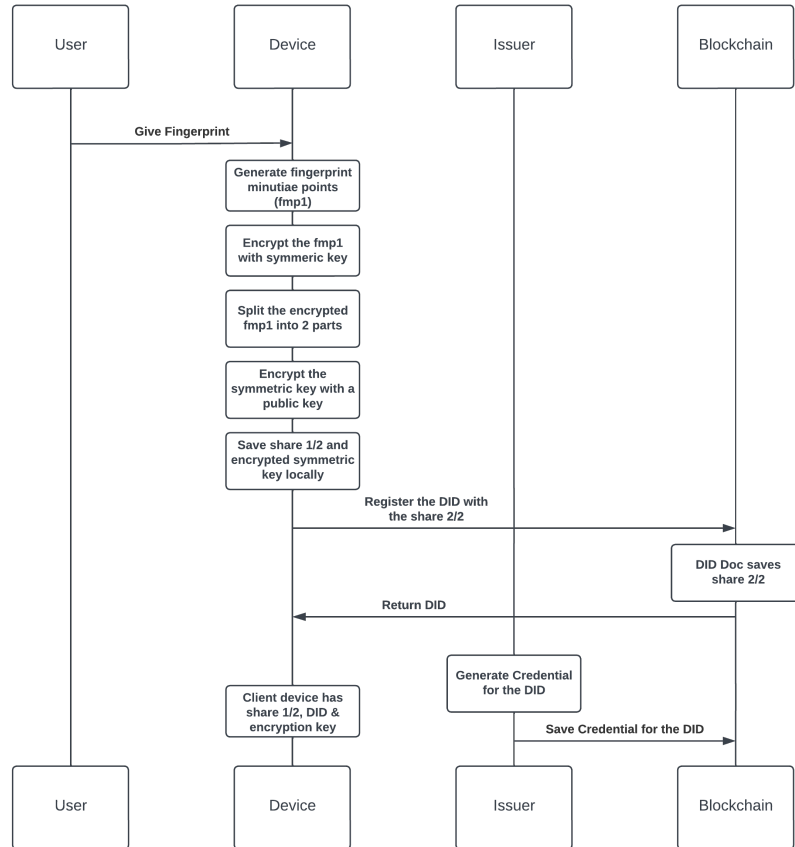 User
Device
Issuer
Blockchain
Give Fingerprint
Generate fingerprint
minutiae points
(fmp1)
Encrypt the fmp1
with symmeric key
Split the encrypted
fmp1 into 2 parts
Encrypt the
symmetric key with a
public key
Save share 1/2 and
encrypted symmetric
key locally
Register the DID with
the share 2/2
DID Doc saves
share 2/2
Return DID
Generate Credential
for the DID
Client device has
share 1/2, DID &
encryption key
Save Credential for the DID
User
Device
Issuer
Blockchain